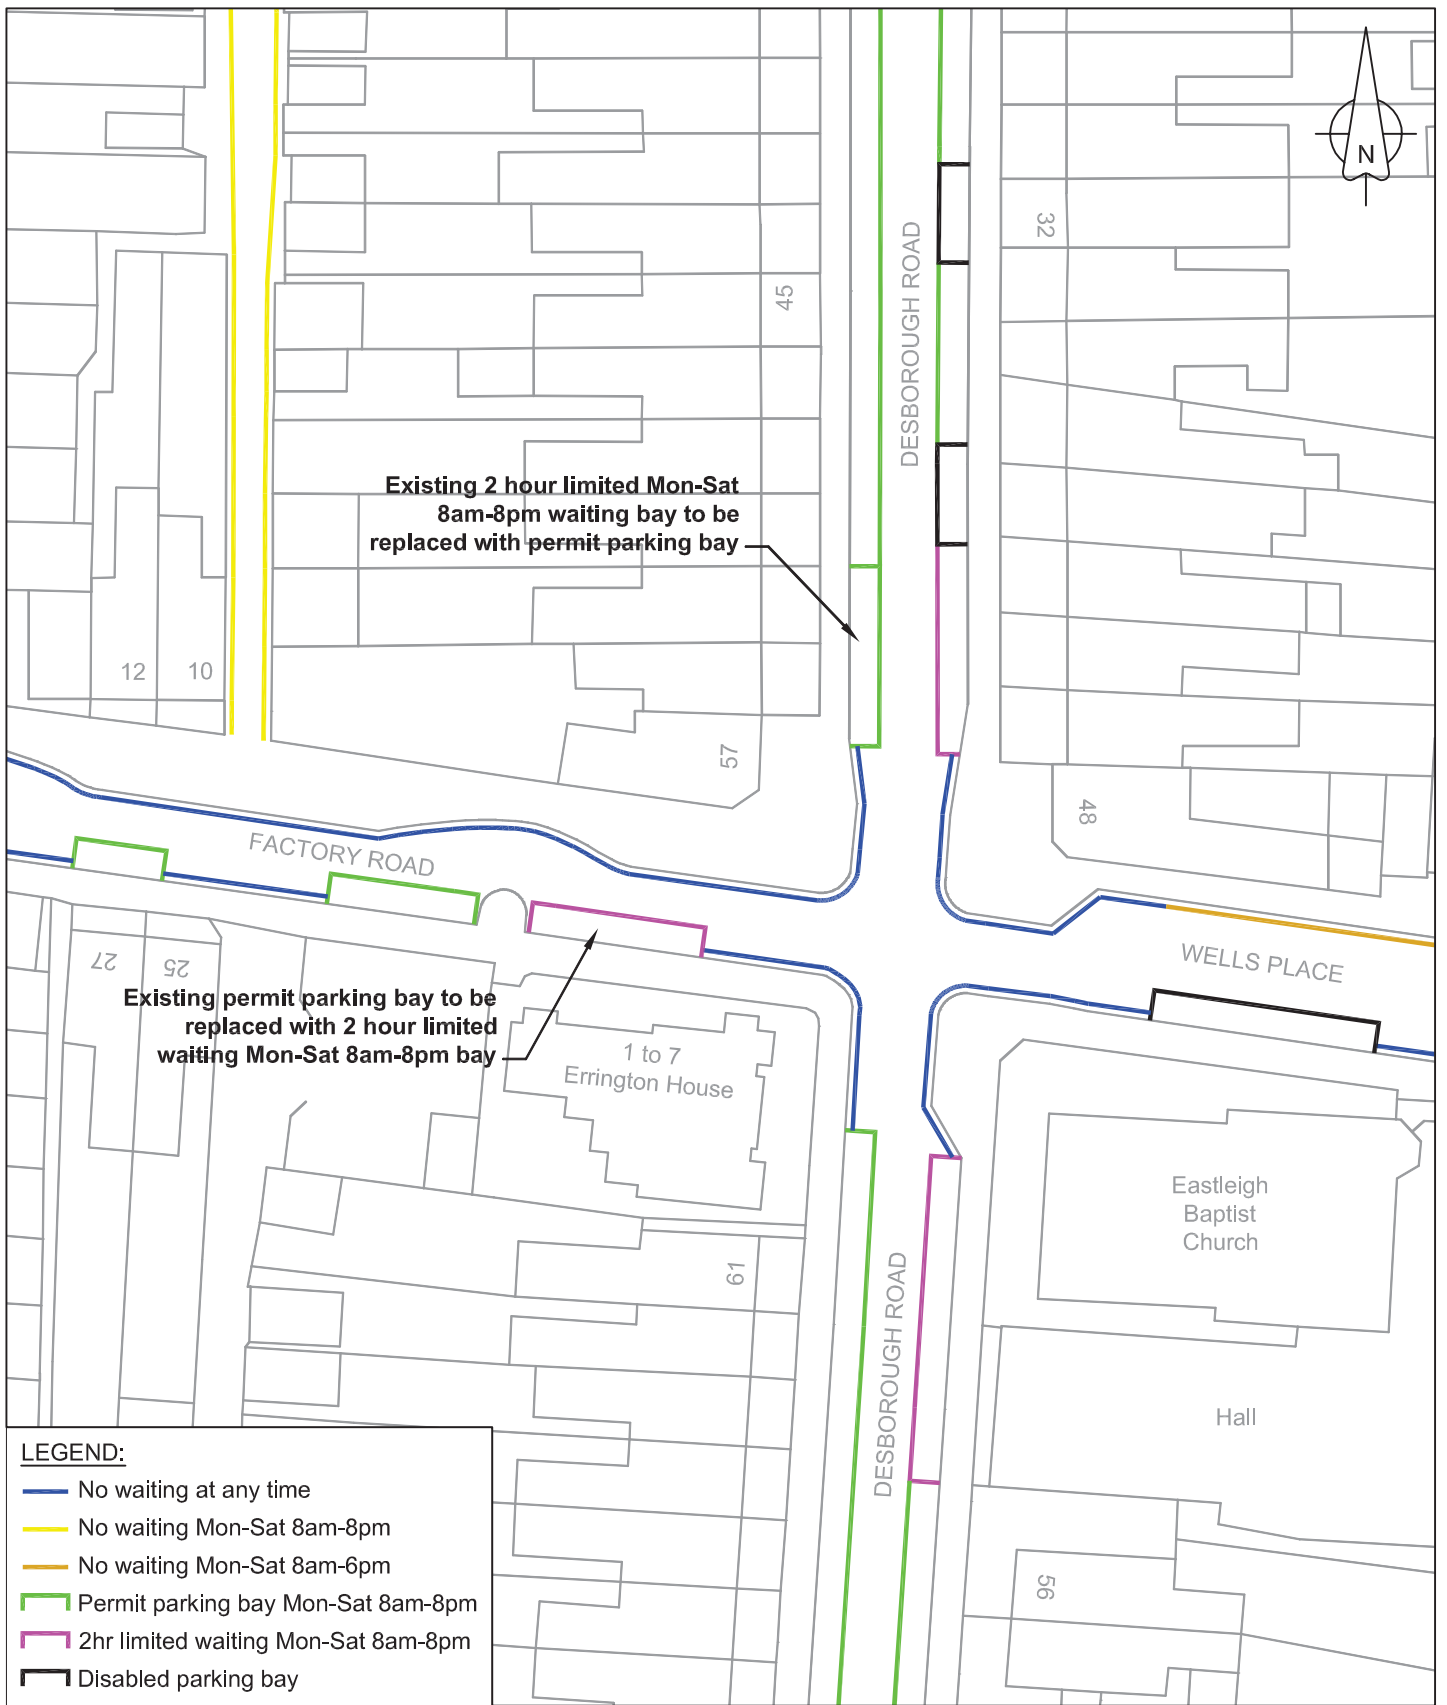 N
32
45
DESBOROUGH ROAD
Existing 2 hour limited Mon-Sat
8am-8pm waiting bay to be
replaced with permit parking bay
12
10
57
48
FACTORY ROAD
WELLS PLACE
27
25
Existing permit parking bay to be
replaced with 2 hour limited
waiting Mon-Sat 8am-8pm bay
1 to 7
Errington House
Eastleigh
Baptist
Church
61
DESBOROUGH ROAD
Hall
56
LEGEND:
No waiting at any time
No waiting Mon-Sat 8am-8pm
No waiting Mon-Sat 8am-6pm
Permit parking bay Mon-Sat 8am-8pm
2hr limited waiting Mon-Sat 8am-8pm
Disabled parking bay